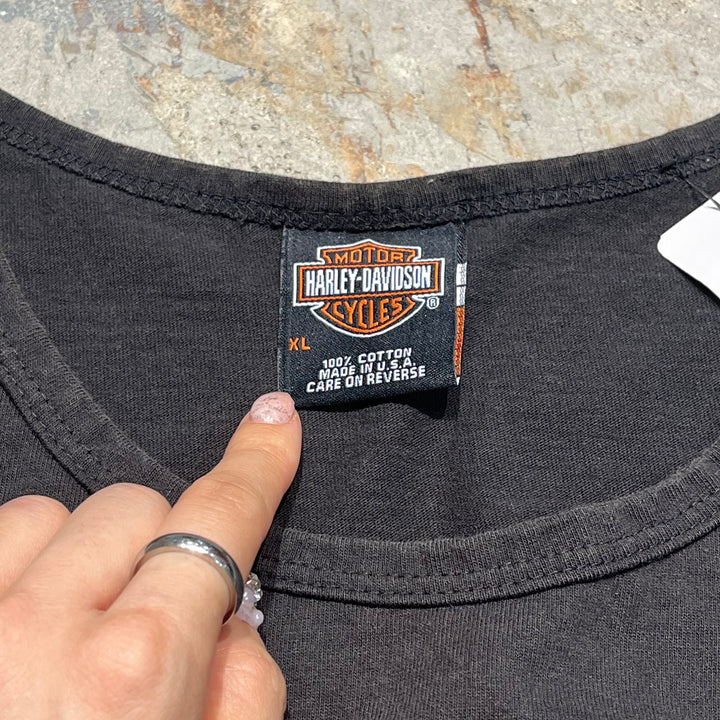 MOTOR
HARLEY-DAVIDSON
CYCLES ®
XL
100% COTTON
MADE IN U.S.A.
CARE ON REVERSE